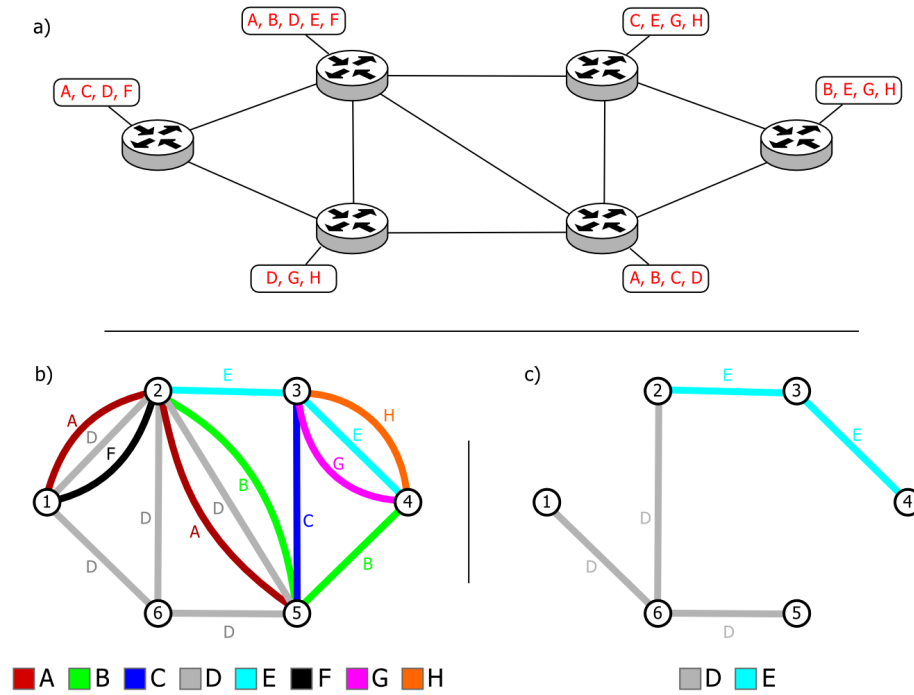 a)
A, B, D, E, F
C, E, G, H
A, C, D, F
B, E, G, H
D, G, H
A, B, C, D
b)
2
E
3
A
D
F
H
E
G
B
D
1
D
A
C
4
D
B
6
D
5
A B C D E F G H
c)
2
E
3
E
1
D
4
D
6
D
5
D E